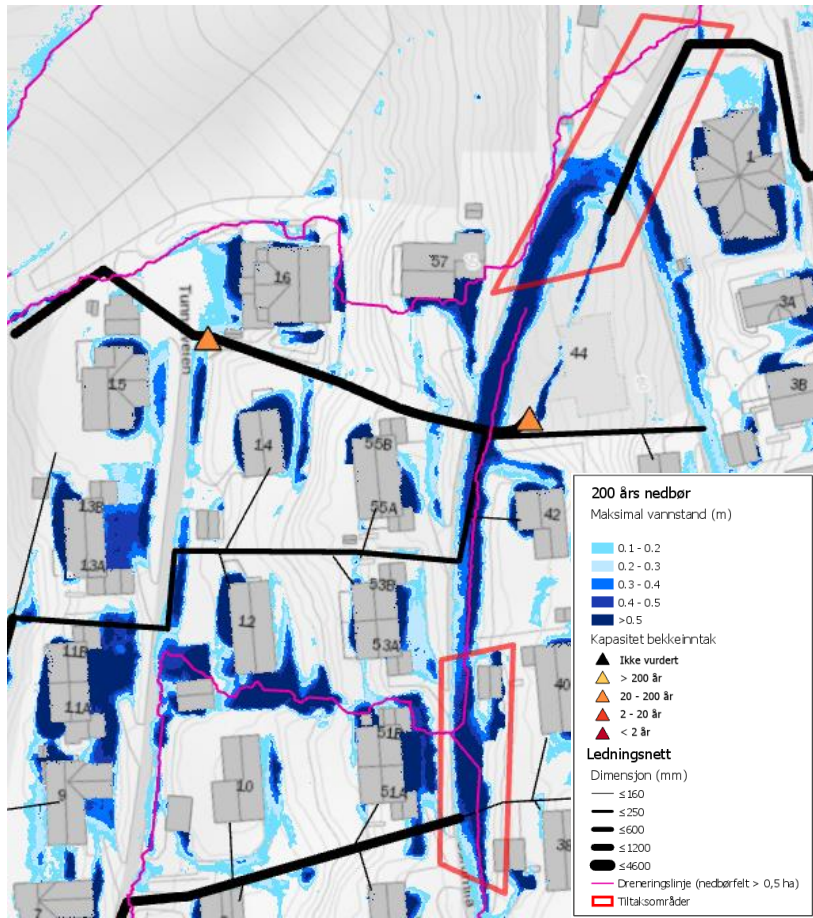 1
57
16
3A
44
Tunnelveien
15
3B
14
55B
55A
42
13B
13A
53B
12
53A
11B
40
11A
51B
10
9
51A
38
7
200 års nedbør
Maksimal vannstand (m)
0.1 - 0.2
0.2 - 0.3
0.3 - 0.4
0.4 - 0.5
>0.5
Kapasitet bekkeinntak
Ikke vurdert
> 200 år
20 - 200 år
2 - 20 år
< 2 år
Ledningsnett
Dimensjon (mm)
≤160
≤250
≤600
≤1200
≤4600
Dreneringslinje (nedbørfelt > 0,5 ha)
Tiltaksområder